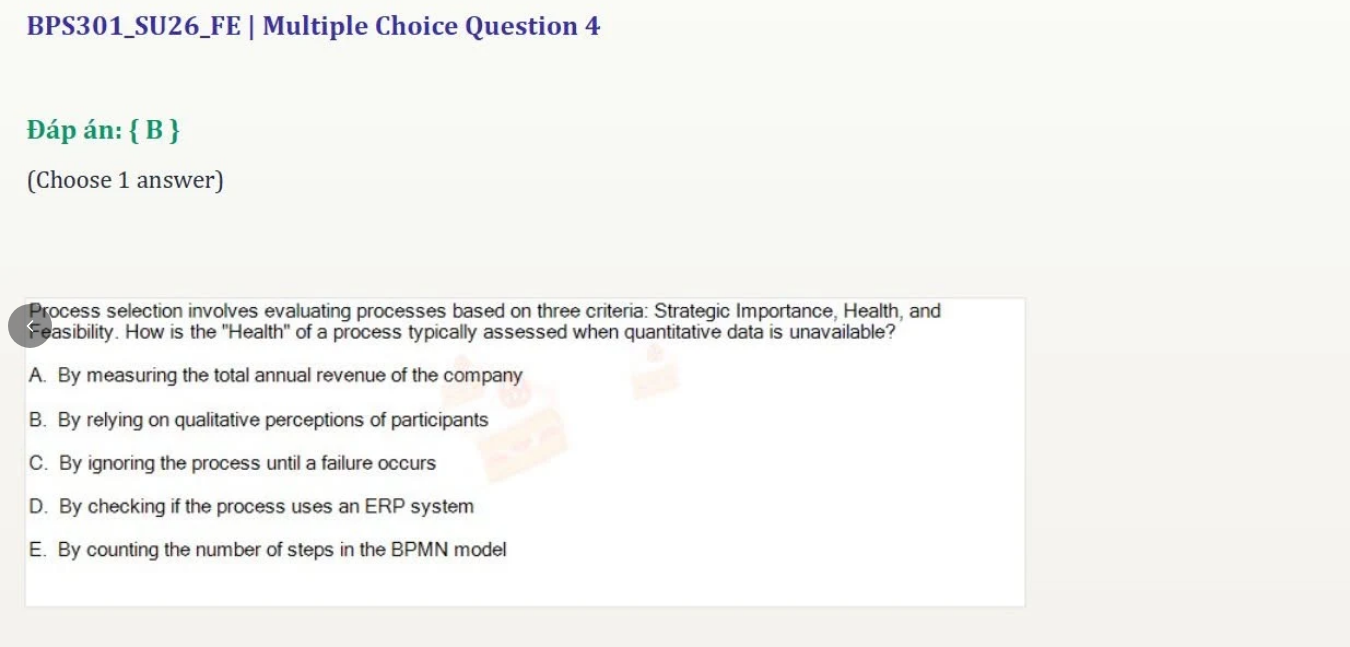 BPS301_SU26_FE | Multiple Choice Question 4
Đáp án: { B }
(Choose 1 answer)
Process selection involves evaluating processes based on three criteria: Strategic Importance, Health, and
Feasibility. How is the "Health" of a process typically assessed when quantitative data is unavailable?
A. By measuring the total annual revenue of the company
B. By relying on qualitative perceptions of participants
C. By ignoring the process until a failure occurs
D. By checking if the process uses an ERP system
E. By counting the number of steps in the BPMN model